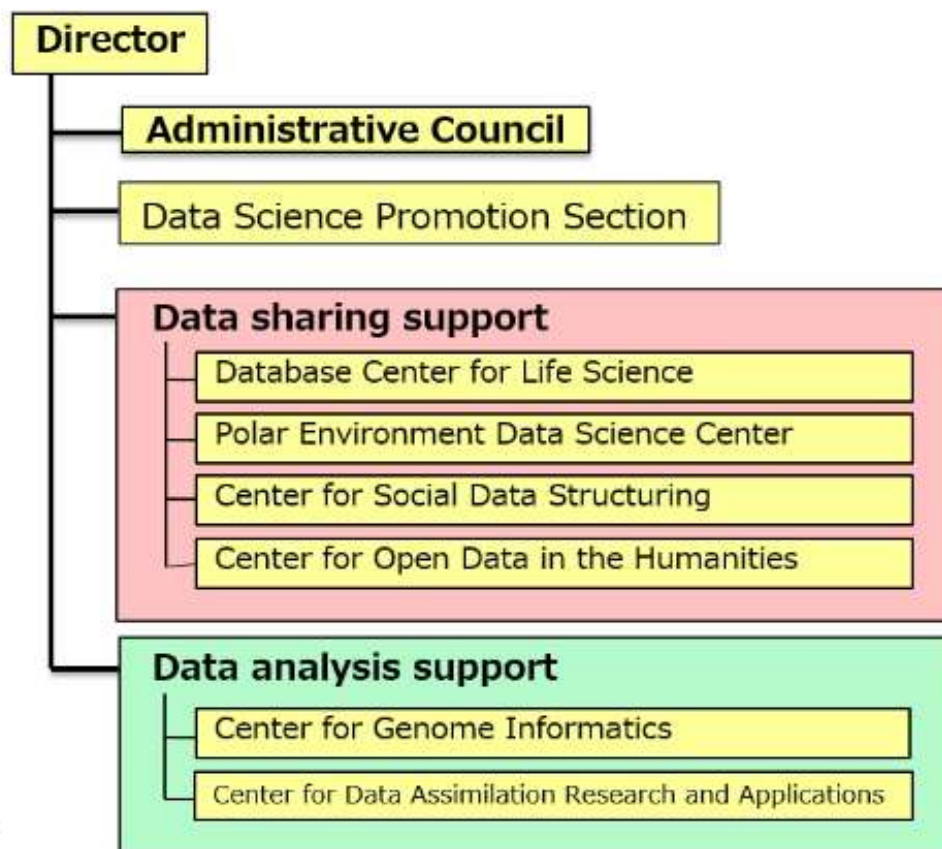 Director
Administrative Council
Data Science Promotion Section
Data sharing support
Database Center for Life Science
Polar Environment Data Science Center
Center for Social Data Structuring
Center for Open Data in the Humanities
Data analysis support
Center for Genome Informatics
Center for Data Assimilation Research and Applications